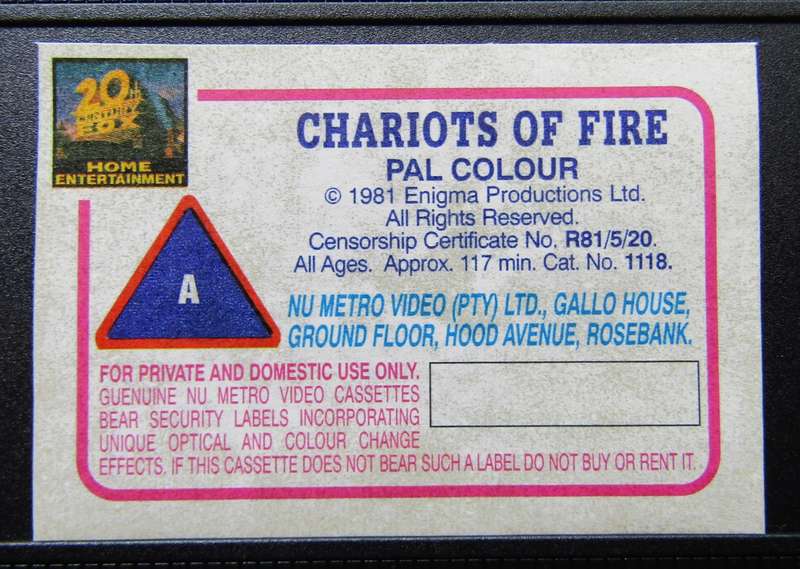 20
CENTURY
FOX
HOME
ENTERTAINMENT
CHARIOTS OF FIRE
PAL COLOUR
© 1981 Enigma Productions Ltd.
All Rights Reserved.
Censorship Certificate No. R81/5/20.
All Ages. Approx. 117 min. Cat. No. 1118.
A
NU METRO VIDEO (PTY) LTD., GALLO HOUSE,
GROUND FLOOR, HOOD AVENUE, ROSEBANK.
FOR PRIVATE AND DOMESTIC USE ONLY.
GUENUINE NU METRO VIDEO CASSETTES
BEAR SECURITY LABELS INCORPORATING
UNIQUE OPTICAL AND COLOUR CHANGE
EFFECTS. IF THIS CASSETTE DOES NOT BEAR SUCH A LABEL DO NOT BUY OR RENT IT.